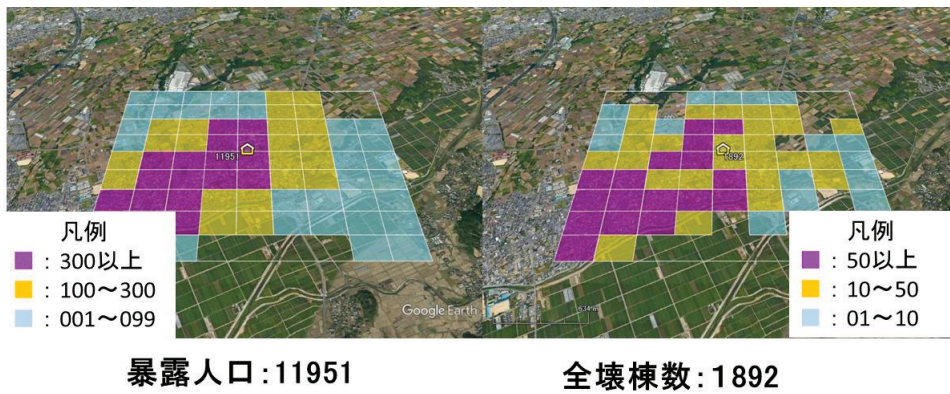 11951
凡例
：300以上
：100～300
：001～099
Google Earth
1892
凡例
：50以上
：10～50
：01～10
634 m
暴露人口：11951
全壊棟数：1892